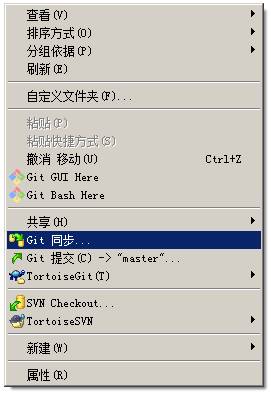 查看(V)
排序方式(O)
分组依据(P)
刷新(E)
自定义文件夹(F)...
粘贴(P)
粘贴快捷方式(S)
撤消 移动(U) Ctrl+Z
Git GUI Here
Git Bash Here
共享(H)
Git 同步...
Git 提交(C) -> "master"...
TortoiseGit(T)
SVN Checkout...
TortoiseSVN
新建(W)
属性(R)